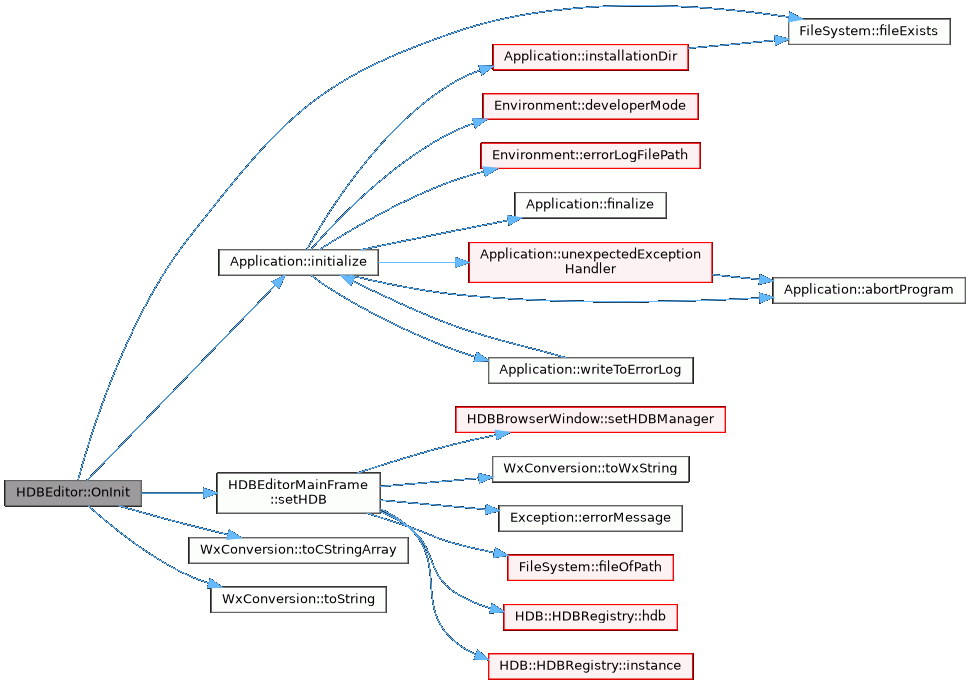 FileSystem::fileExists
Application::installationDir
Environment::developerMode
Environment::errorLogFilePath
Application::finalize
Application::initialize
Application::unexpectedException
Handler
Application::abortProgram
Application::writeToErrorLog
HDBBrowserWindow::setHDBManager
WxConversion::toWxString
HDBEditor::OnInit
HDBEditorMainFrame
::setHDB
Exception::errorMessage
WxConversion::toCStringArray
FileSystem::fileOfPath
WxConversion::toString
HDB::HDBRegistry::hdb
HDB::HDBRegistry::instance